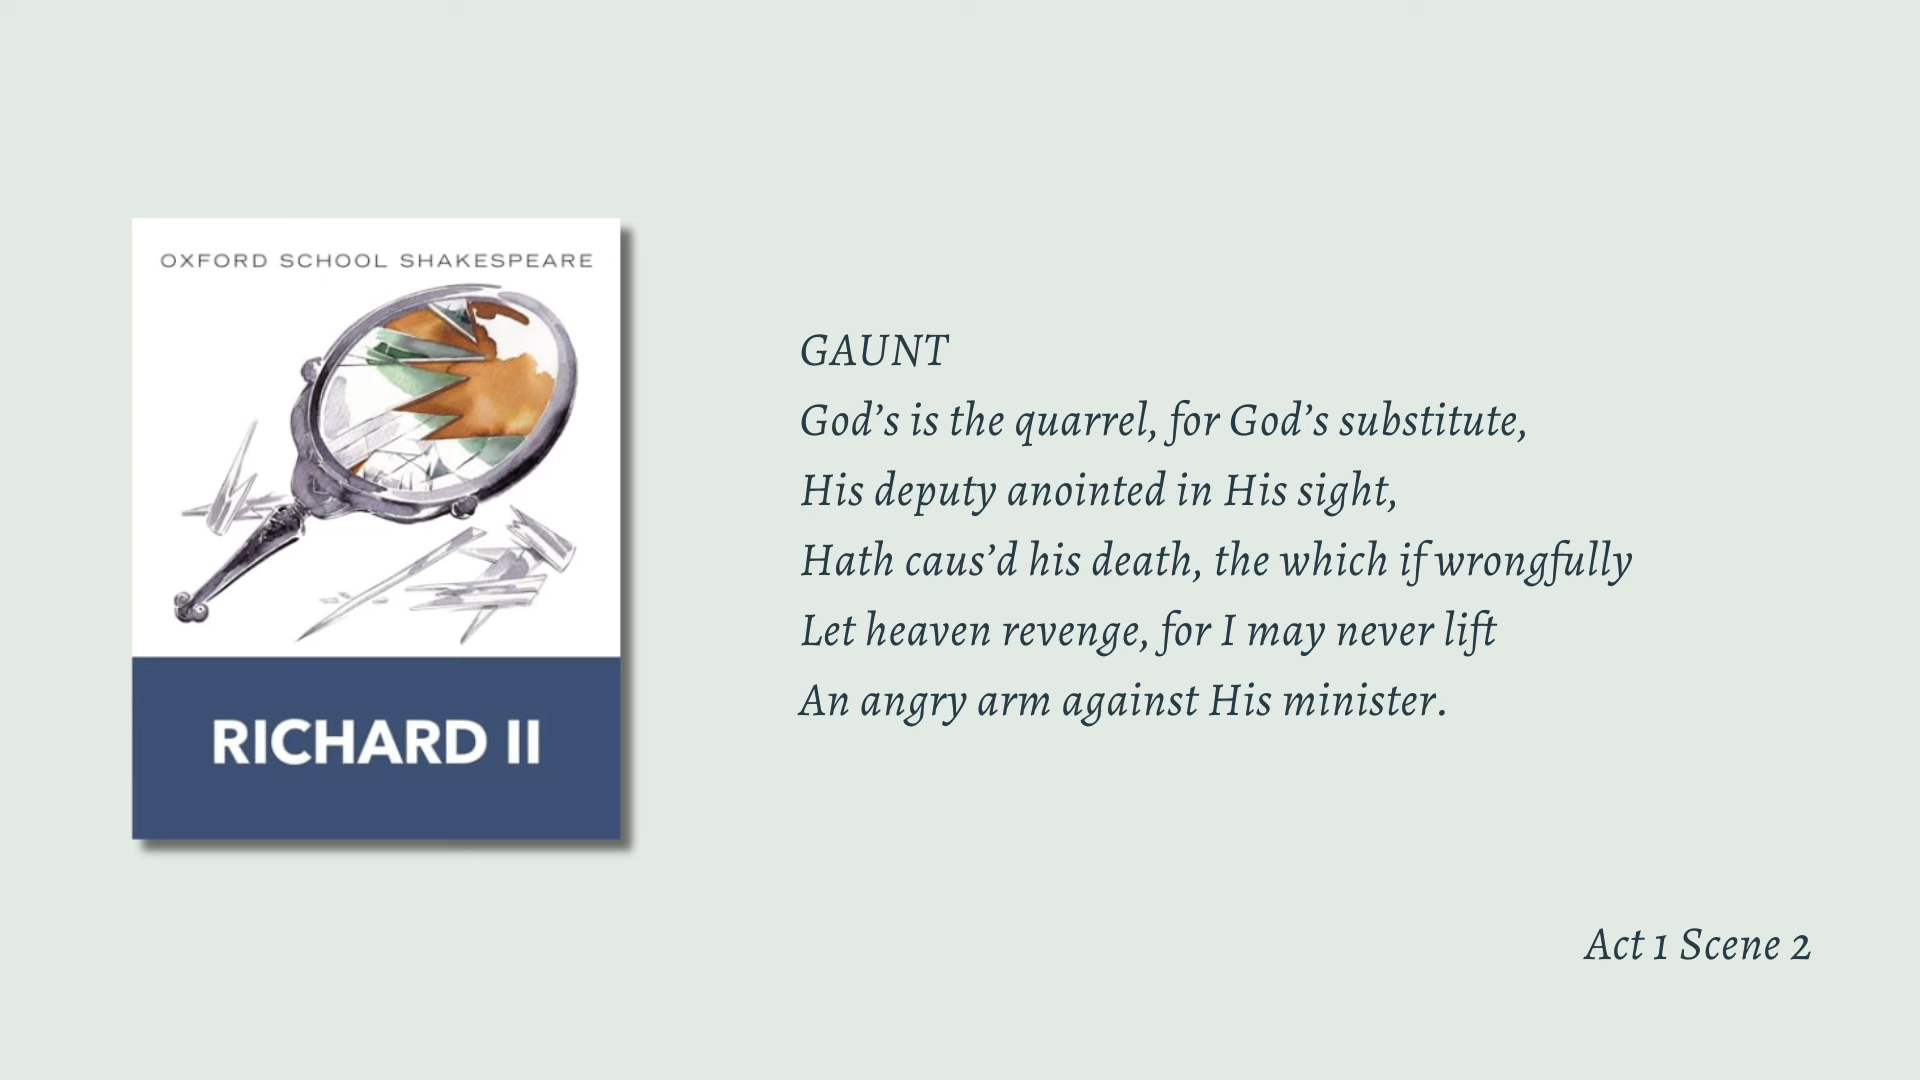 OXFORD SCHOOL SHAKESPEARE
RICHARD II
GAUNT
God’s is the quarrel, for God’s substitute,
His deputy anointed in His sight,
Hath caus’d his death, the which if wrongfully
Let heaven revenge, for I may never lift
An angry arm against His minister.
Act 1 Scene 2